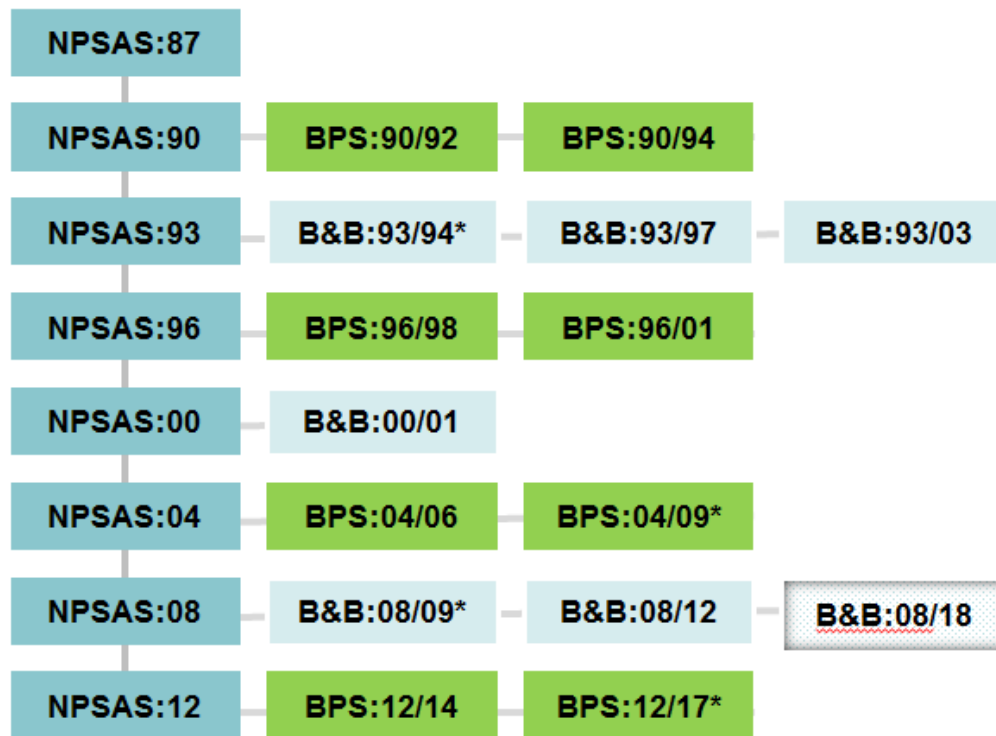 NPSAS:87
NPSAS:90 BPS:90/92 BPS:90/94
NPSAS:93 B&B:93/94* B&B:93/97 B&B:93/03
NPSAS:96 BPS:96/98 BPS:96/01
NPSAS:00 B&B:00/01
NPSAS:04 BPS:04/06 BPS:04/09*
NPSAS:08 B&B:08/09* B&B:08/12 B&B:08/18
NPSAS:12 BPS:12/14 BPS:12/17*